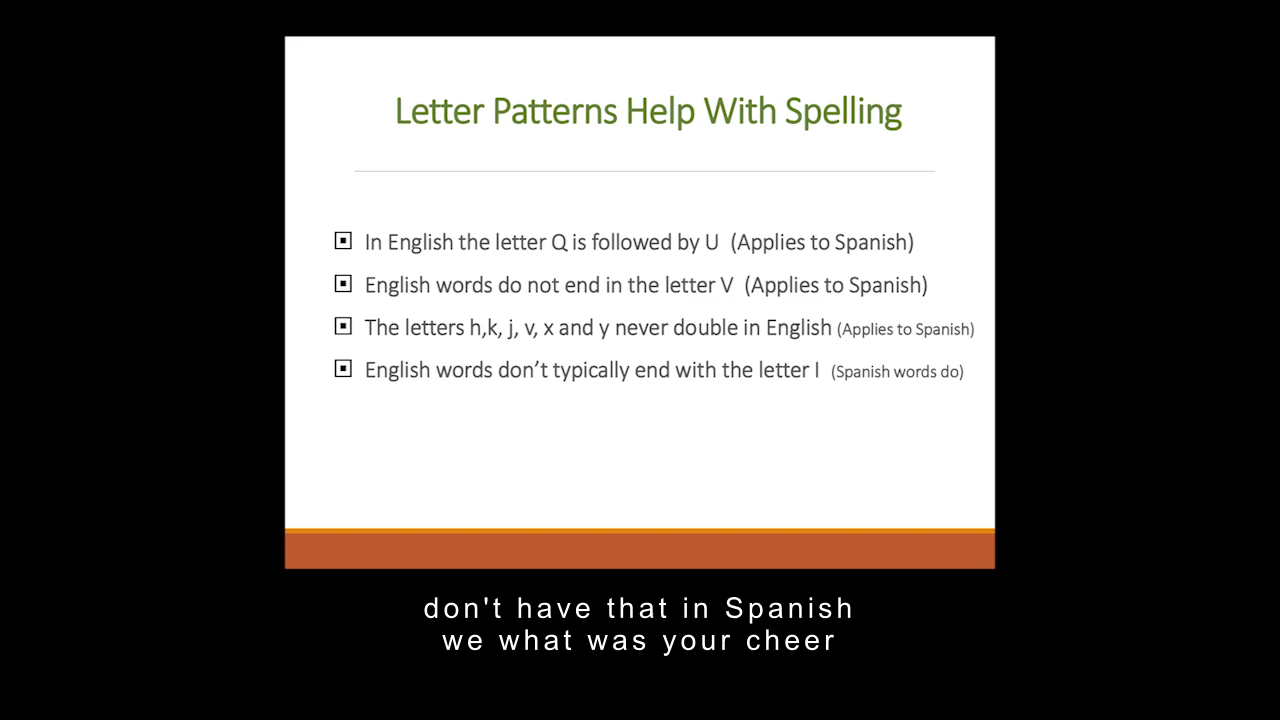 Letter Patterns Help With Spelling
In English the letter Q is followed by U (Applies to Spanish)
English words do not end in the letter V (Applies to Spanish)
The letters h,k, j, v, x and y never double in English (Applies to Spanish)
English words don’t typically end with the letter I (Spanish words do)
don't have that in Spanish
we what was your cheer